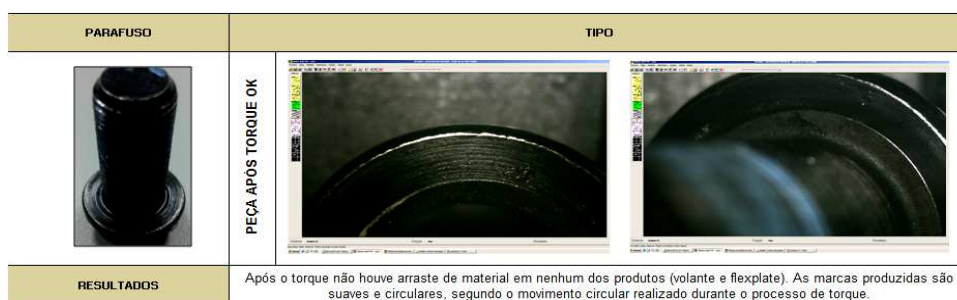 PARAFUSO
TIPO
PEÇA APÓS TORQUE OK
RESULTADOS
Após o torque não houve arraste de material em nenhum dos produtos (volante e flexplate). As marcas produzidas são
suaves e circulares, segundo o movimento circular realizado durante o processo de torque.